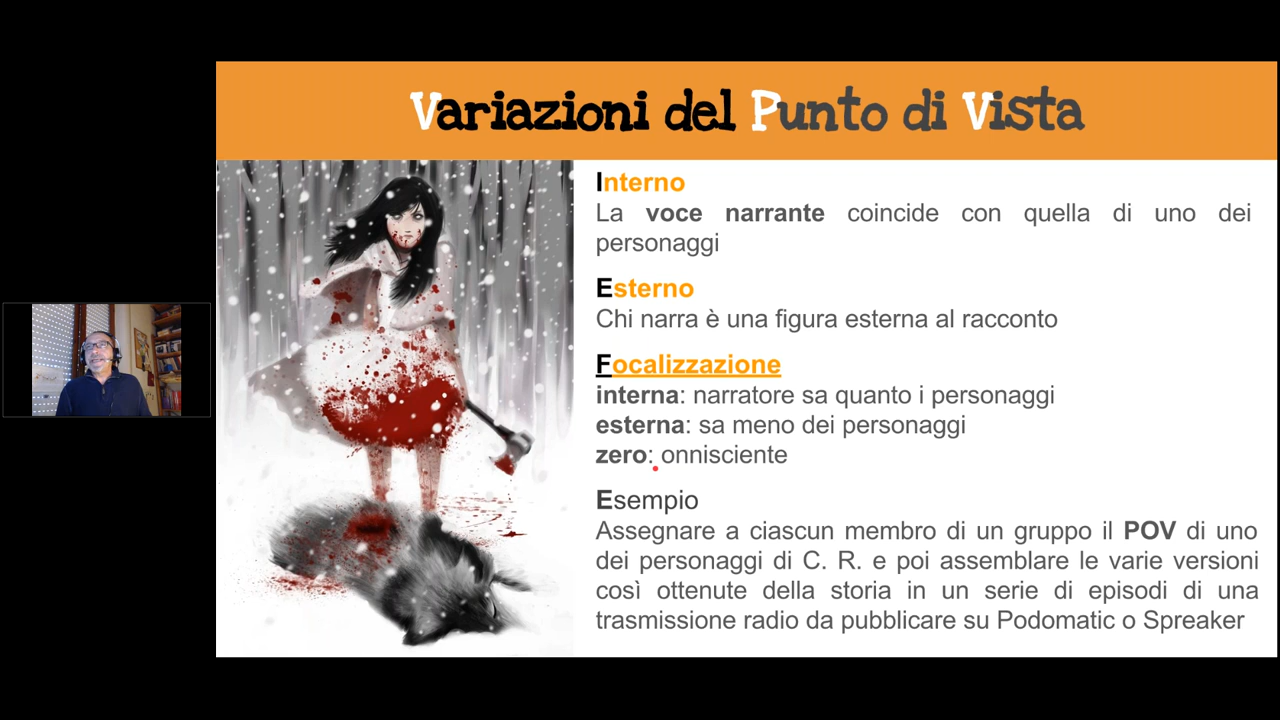 Variazioni del Punto di Vista
Interno
La voce narrante coincide con quella di uno dei
personaggi
Esterno
Chi narra è una figura esterna al racconto
Focalizzazione
interna: narratore sa quanto i personaggi
esterna: sa meno dei personaggi
zero: onnisciente
Esempio
Assegnare a ciascun membro di un gruppo il POV di uno
dei personaggi di C. R. e poi assemblare le varie versioni
così ottenute della storia in un serie di episodi di una
trasmissione radio da pubblicare su Podomatic o Spreaker